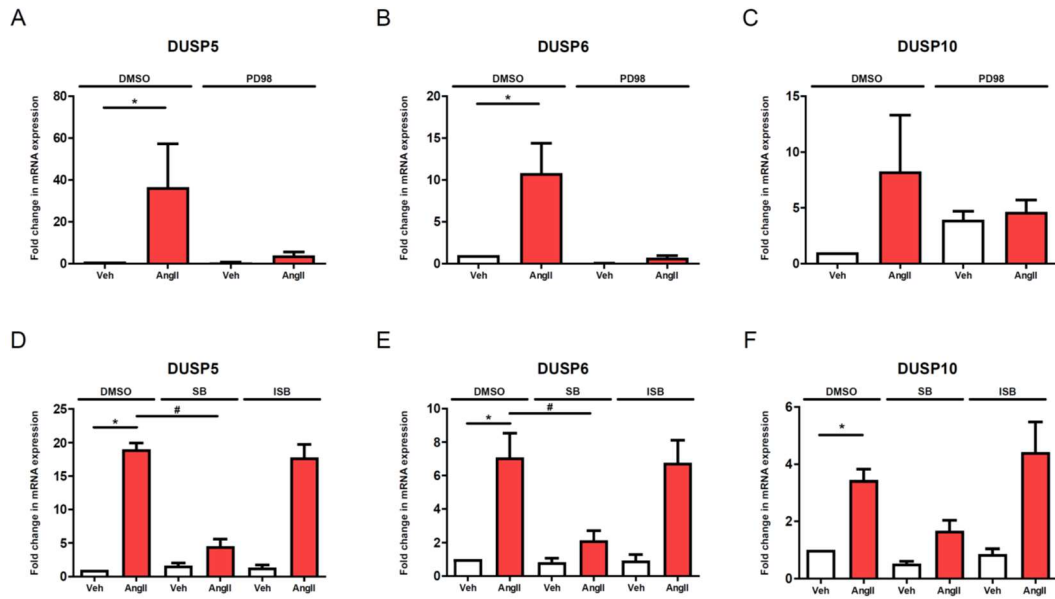 A
DUSP5
DMSO PD98
Fold change in mRNA expression
80
60
40
20
0
*
Veh AngII Veh AngII
B
DUSP6
DMSO PD98
Fold change in mRNA expression
20
15
10
5
0
*
Veh AngII Veh AngII
C
DUSP10
DMSO PD98
Fold change in mRNA expression
15
10
5
0
Veh AngII Veh AngII
D
DUSP5
DMSO SB ISB
Fold change in mRNA expression
25
20
15
10
5
0
* #
Veh AngII Veh AngII Veh AngII
E
DUSP6
DMSO SB ISB
Fold change in mRNA expression
10
8
6
4
2
0
* #
Veh AngII Veh AngII Veh AngII
F
DUSP10
DMSO SB ISB
Fold change in mRNA expression
6
4
2
0
*
Veh AngII Veh AngII Veh AngII